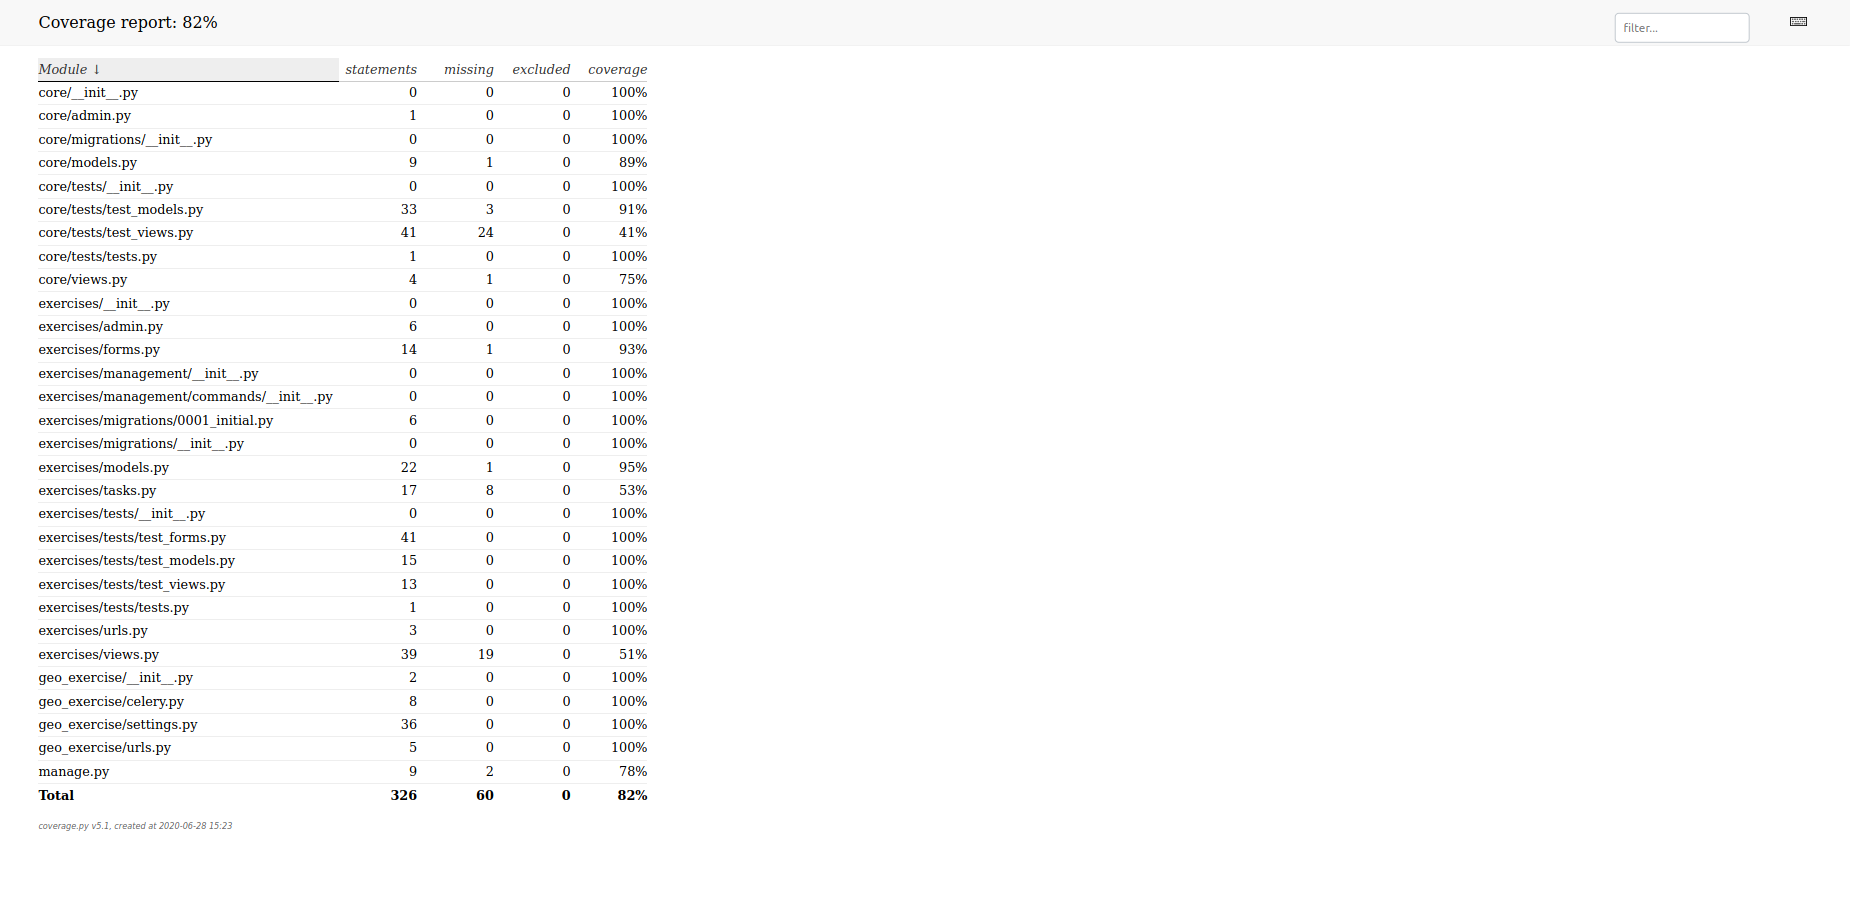 Coverage report: 82%
filter...
Module ↓ statements missing excluded coverage
core/__init__.py 0 0 0 100%
core/admin.py 1 0 0 100%
core/migrations/__init__.py 0 0 0 100%
core/models.py 9 1 0 89%
core/tests/__init__.py 0 0 0 100%
core/tests/test_models.py 33 3 0 91%
core/tests/test_views.py 41 24 0 41%
core/tests/tests.py 1 0 0 100%
core/views.py 4 1 0 75%
exercises/__init__.py 0 0 0 100%
exercises/admin.py 6 0 0 100%
exercises/forms.py 14 1 0 93%
exercises/management/__init__.py 0 0 0 100%
exercises/management/commands/__init__.py 0 0 0 100%
exercises/migrations/0001_initial.py 6 0 0 100%
exercises/migrations/__init__.py 0 0 0 100%
exercises/models.py 22 1 0 95%
exercises/tasks.py 17 8 0 53%
exercises/tests/__init__.py 0 0 0 100%
exercises/tests/test_forms.py 41 0 0 100%
exercises/tests/test_models.py 15 0 0 100%
exercises/tests/test_views.py 13 0 0 100%
exercises/tests/tests.py 1 0 0 100%
exercises/urls.py 3 0 0 100%
exercises/views.py 39 19 0 51%
geo_exercise/__init__.py 2 0 0 100%
geo_exercise/celery.py 8 0 0 100%
geo_exercise/settings.py 36 0 0 100%
geo_exercise/urls.py 5 0 0 100%
manage.py 9 2 0 78%
Total 326 60 0 82%
coverage.py v5.1, created at 2020-06-28 15:23